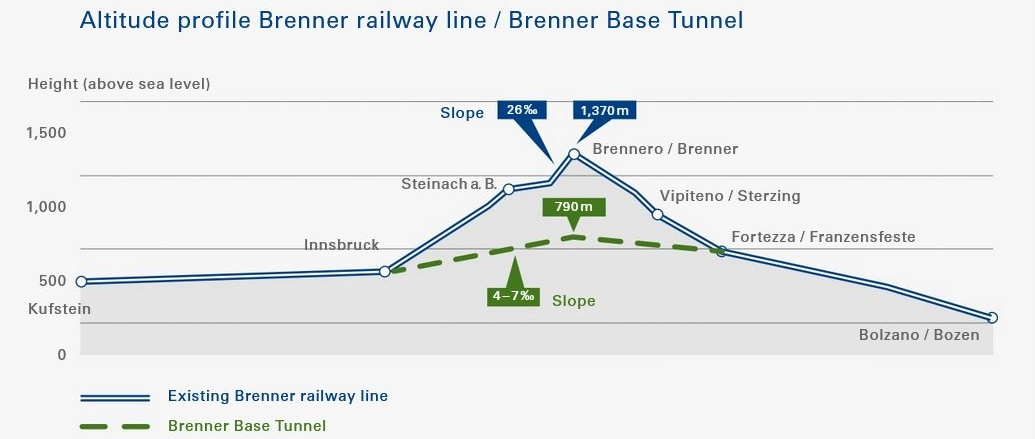 Altitude profile Brenner railway line / Brenner Base Tunnel
Height (above sea level)
Slope
26‰
1,370m
1,500
Brennero / Brenner
Steinach a. B.
Vipiteno / Sterzing
1,000
790m
Innsbruck
Fortezza / Franzensfeste
500
4–7‰
Slope
Kufstein
Bolzano / Bozen
0
Existing Brenner railway line
Brenner Base Tunnel